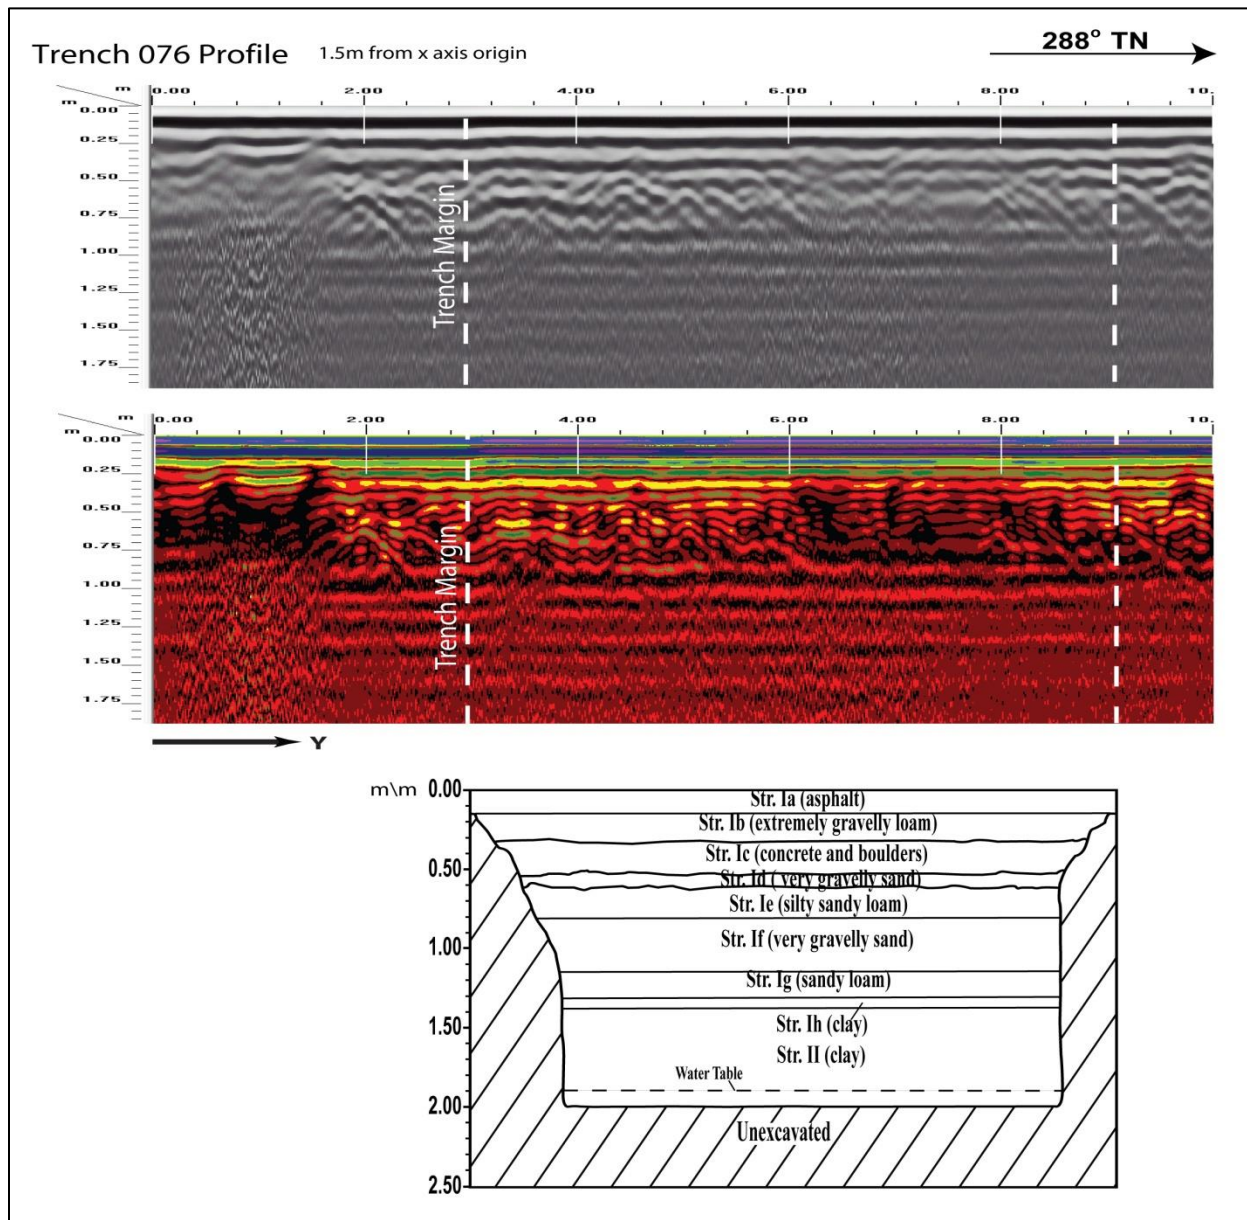 Trench 076 Profile 1.5m from x axis origin 288° TN
m 0.00 2.00 4.00 6.00 8.00 10.
m 0.00
0.25
0.50
0.75
1.00
1.25
1.50
1.75
Trench Margin
m 0.00 2.00 4.00 6.00 8.00 10.
m 0.00
0.25
0.50
0.75
1.00
1.25
1.50
1.75
Trench Margin
Y
m\m 0.00
0.50
1.00
1.50
2.00
2.50
Str. Ia (asphalt)
Str. Ib (extremely gravelly loam)
Str. Ic (concrete and boulders)
Str. Id ( very gravelly sand)
Str. Ie (silty sandy loam)
Str. If (very gravelly sand)
Str. Ig (sandy loam)
Str. Ih (clay)
Str. II (clay)
Water Table
Unexcavated